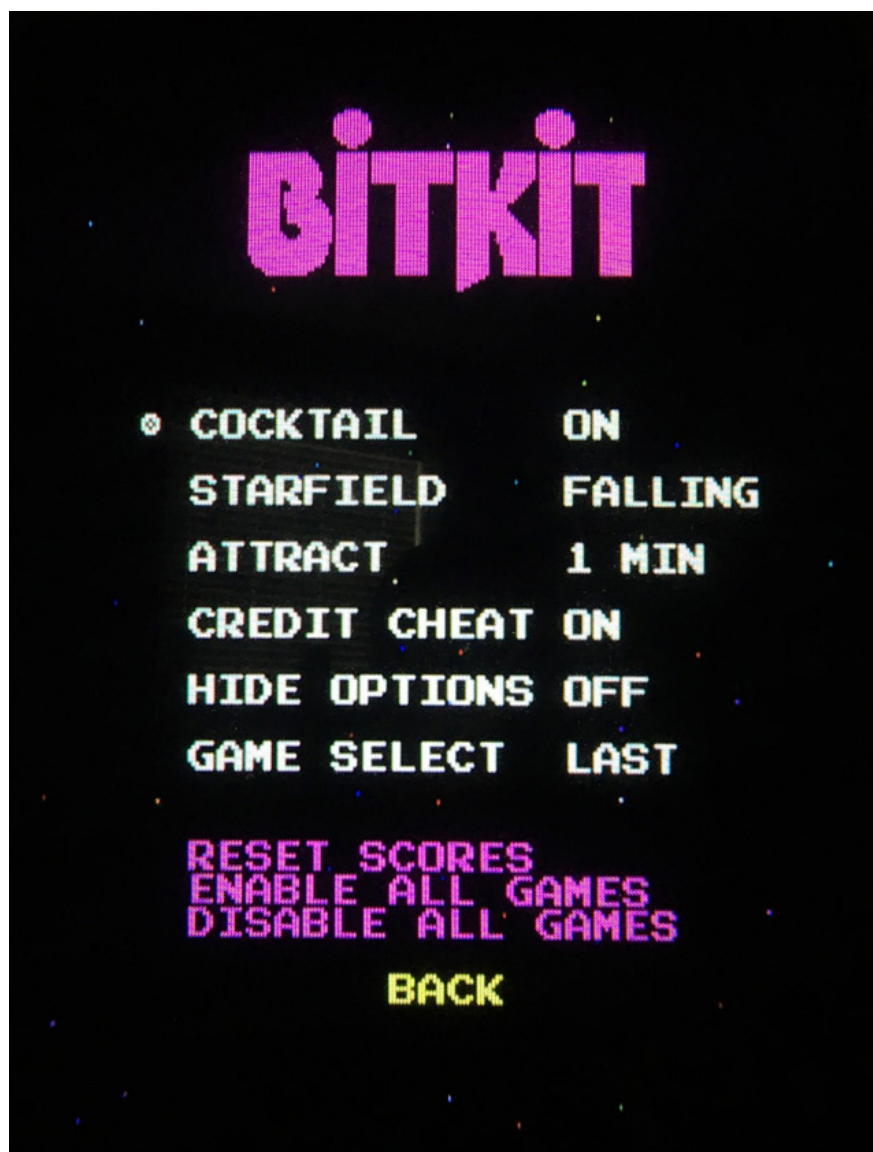 BiTKiT
COCKTAIL ON
STARFIELD FALLING
ATTRACT 1 MIN
CREDIT CHEAT ON
HIDE OPTIONS OFF
GAME SELECT LAST
RESET SCORES
ENABLE ALL GAMES
DISABLE ALL GAMES
BACK